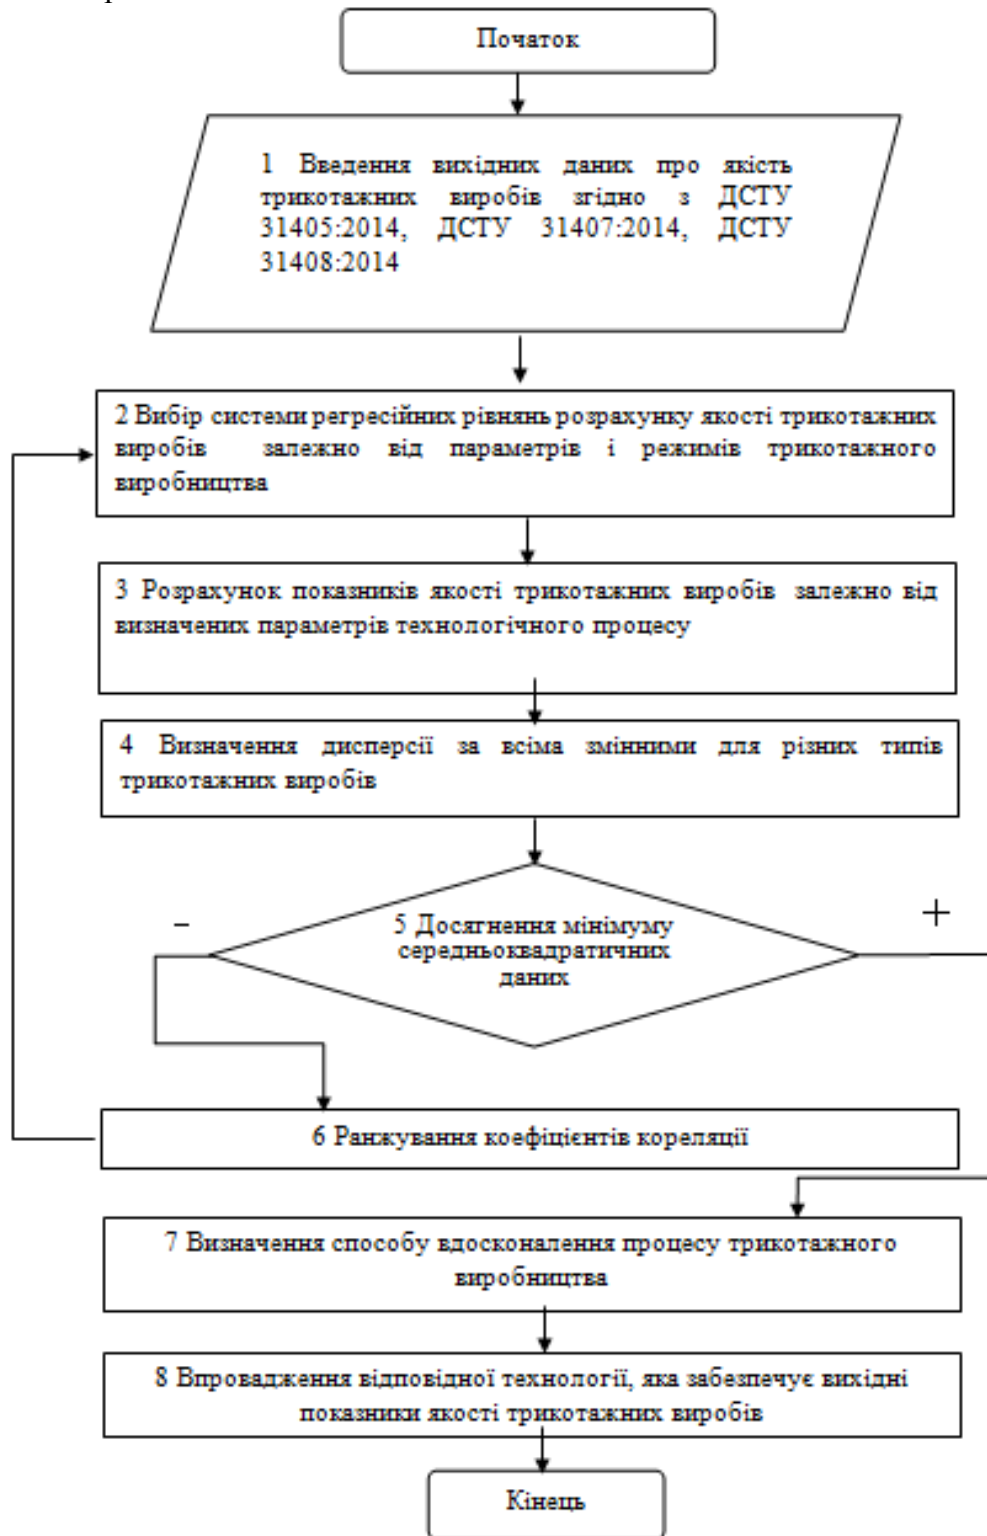 Початок
1 Введення вихідних даних про якість
трикотажних виробів згідно з ДСТУ
31405:2014, ДСТУ 31407:2014, ДСТУ
31408:2014
2 Вибір системи регресійних рівнянь розрахунку якості трикотажних
виробів залежно від параметрів і режимів трикотажного
виробництва
3 Розрахунок показників якості трикотажних виробів залежно від
визначених параметрів технологічного процесу
4 Визначення дисперсії за всіма змінними для різних типів
трикотажних виробів
–
+
5 Досягнення мінімуму
середньоквадратичних
даних
6 Ранжування коефіцієнтів кореляції
7 Визначення способу вдосконалення процесу трикотажного
виробництва
8 Впровадження відповідної технології, яка забезпечує вихідні
показники якості трикотажних виробів
Кінець